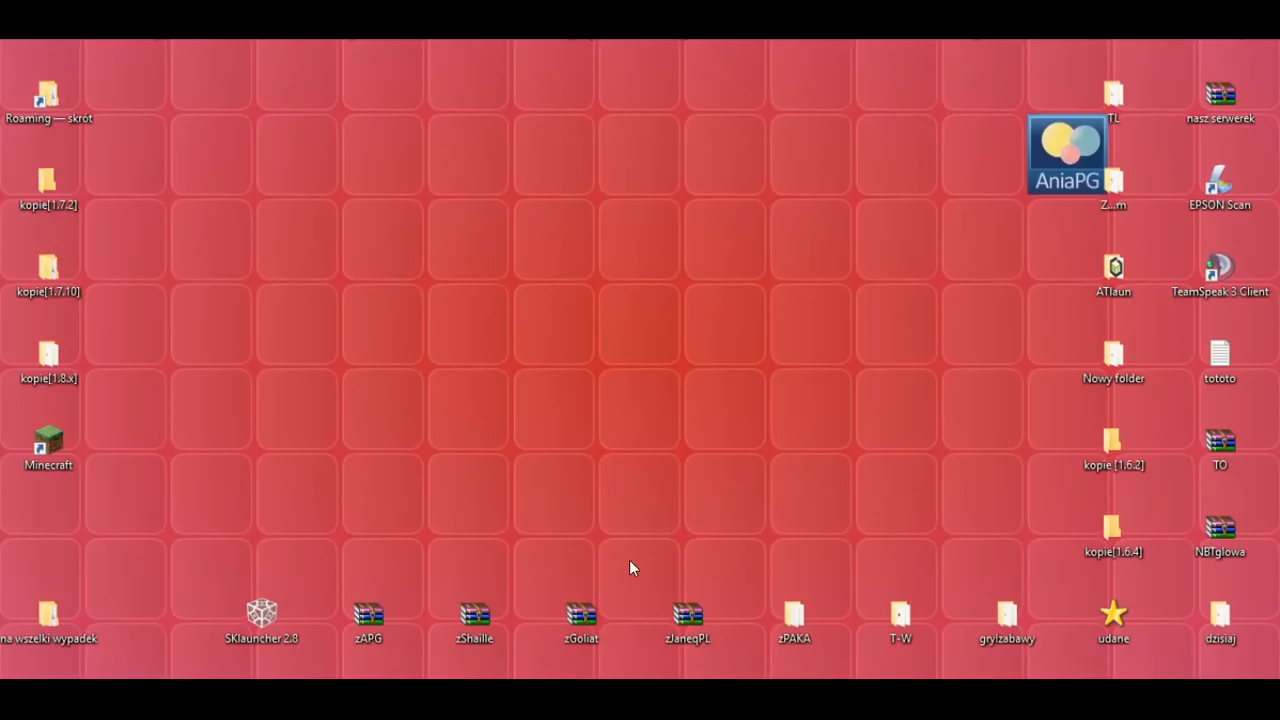 Roaming — skrót
TL
nasz serwerek
AniaPG
kopie[1.7.2]
Z...m
EPSON Scan
kopie[1.7.10]
ATlaun
TeamSpeak 3 Client
kopie[1.8.x]
Nowy folder
tototo
Minecraft
kopie [1.6.2]
TO
kopie[1.6.4]
NBTglowa
na wszelki wypadek
SKlauncher 2.8
zAPG
zShaille
zGoliat
zJaneqPL
zPAKA
T-W
gryIzabawy
udane
dzisiaj